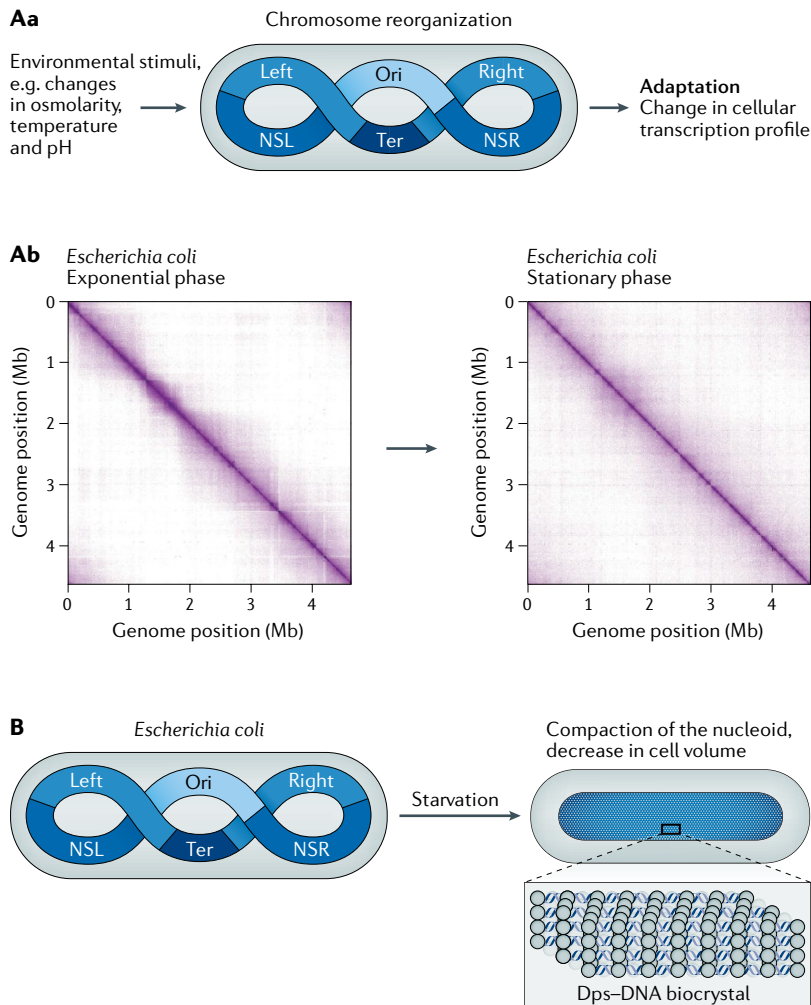 Aa
Chromosome reorganization
Environmental stimuli,
e.g. changes
in osmolarity,
temperature
and pH
Left
Ori
Right
NSL
Ter
NSR
Adaptation
Change in cellular
transcription profile
Ab
Escherichia coli
Exponential phase
Escherichia coli
Stationary phase
0
1
2
3
4
Genome position (Mb)
0
1
2
3
4
Genome position (Mb)
0
1
2
3
4
Genome position (Mb)
0
1
2
3
4
Genome position (Mb)
B
Escherichia coli
Left
Ori
Right
NSL
Ter
NSR
Starvation
Compaction of the nucleoid,
decrease in cell volume
Dps–DNA biocrystal